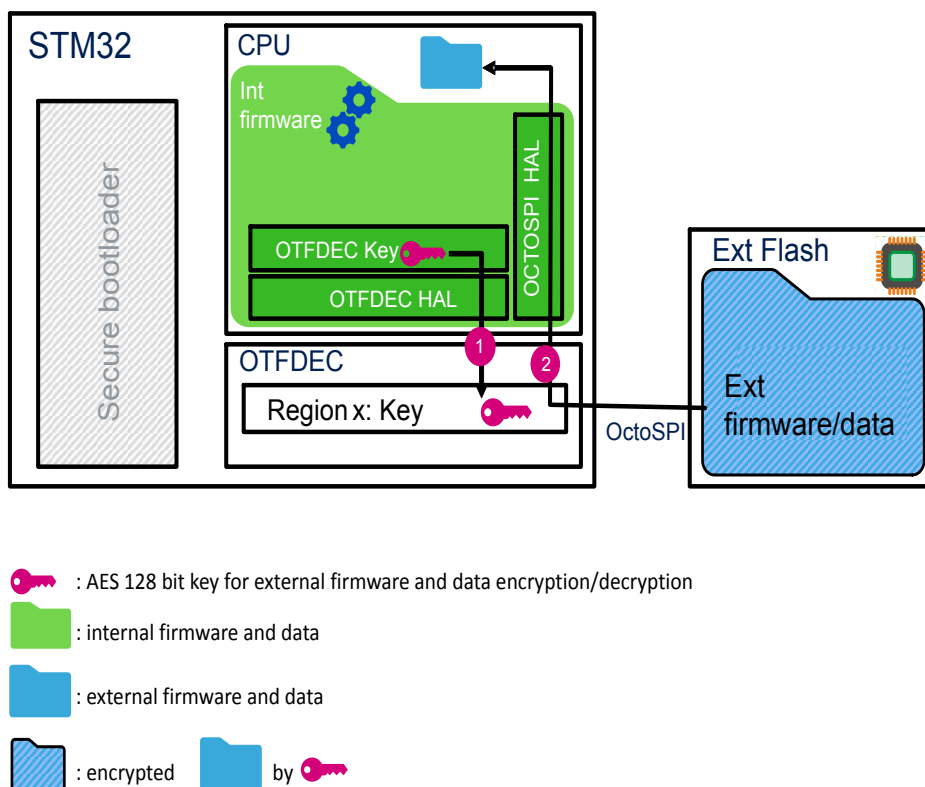 STM32
CPU
Int
firmware
Secure bootloader
OCTOSPI HAL
OTFDEC Key
OTFDEC HAL
1
2
OTFDEC
Region x: Key
OctoSPI
Ext Flash
Ext
firmware/data
: AES 128 bit key for external firmware and data encryption/decryption
: internal firmware and data
: external firmware and data
: encrypted by